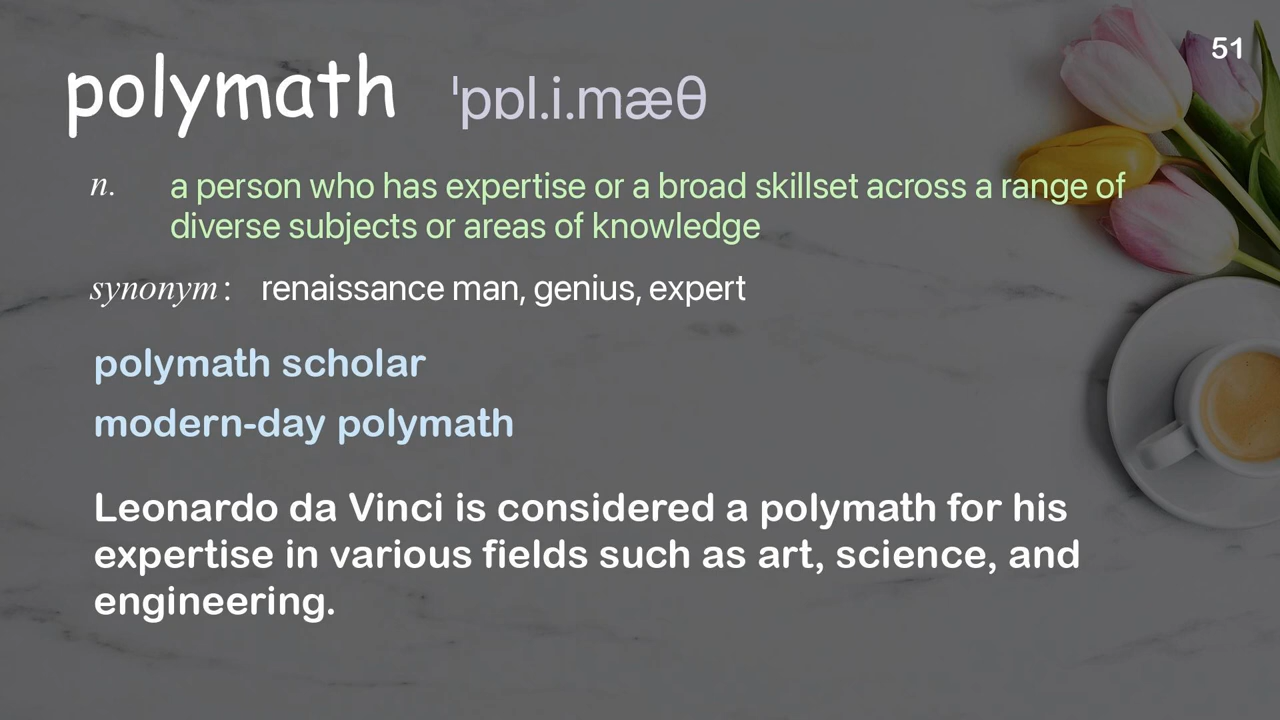 51
polymath ˈpɒl.i.mæθ
n. a person who has expertise or a broad skillset across a range of
diverse subjects or areas of knowledge
synonym: renaissance man, genius, expert
polymath scholar
modern-day polymath
Leonardo da Vinci is considered a polymath for his
expertise in various fields such as art, science, and
engineering.